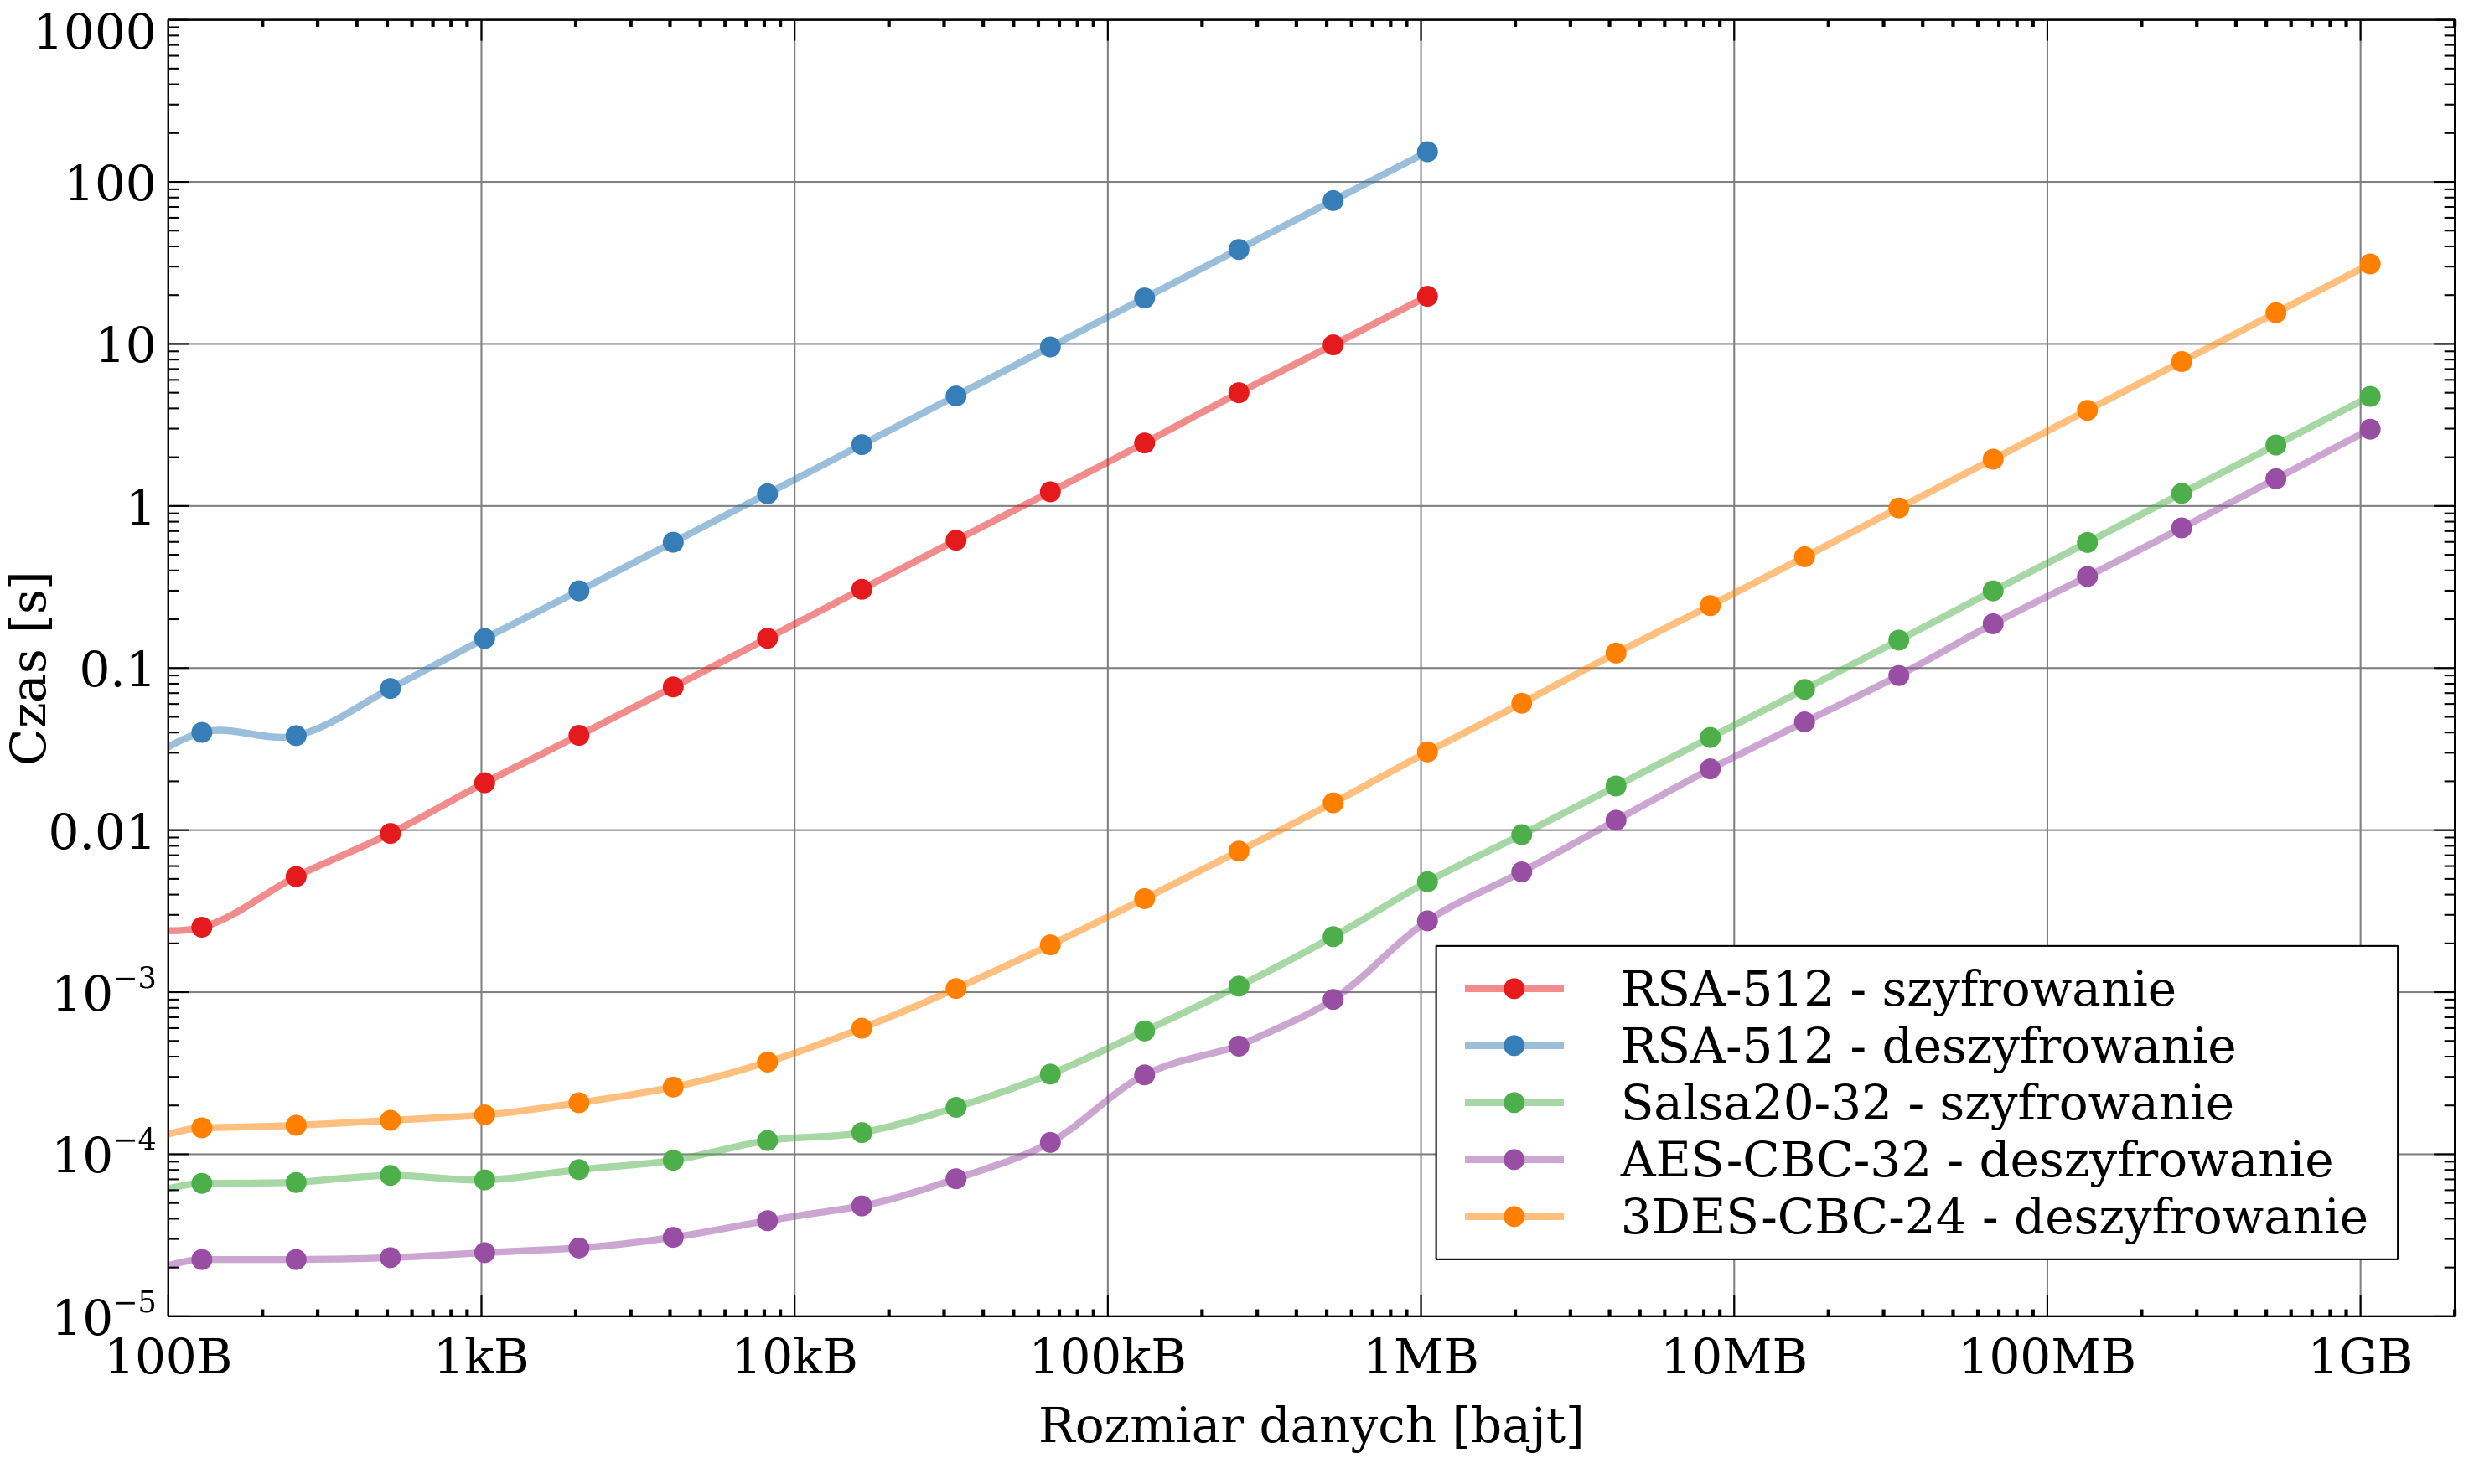 1000
100
10
1
0.1
0.01
10⁻³
10⁻⁴
10⁻⁵
Czas [s]
100B 1kB 10kB 100kB 1MB 10MB 100MB 1GB
Rozmiar danych [bajt]
RSA-512 - szyfrowanie
RSA-512 - deszyfrowanie
Salsa20-32 - szyfrowanie
AES-CBC-32 - deszyfrowanie
3DES-CBC-24 - deszyfrowanie